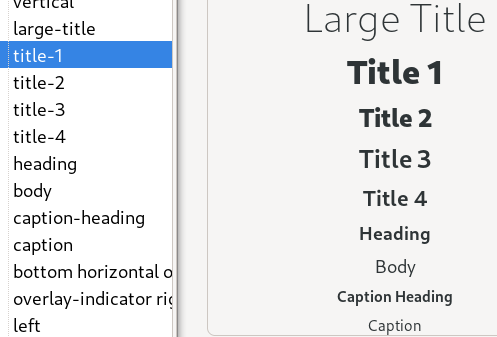 vertical
large-title
title-1
title-2
title-3
title-4
heading
body
caption-heading
caption
bottom horizontal o
overlay-indicator rig
left
Large Title
Title 1
Title 2
Title 3
Title 4
Heading
Body
Caption Heading
Caption